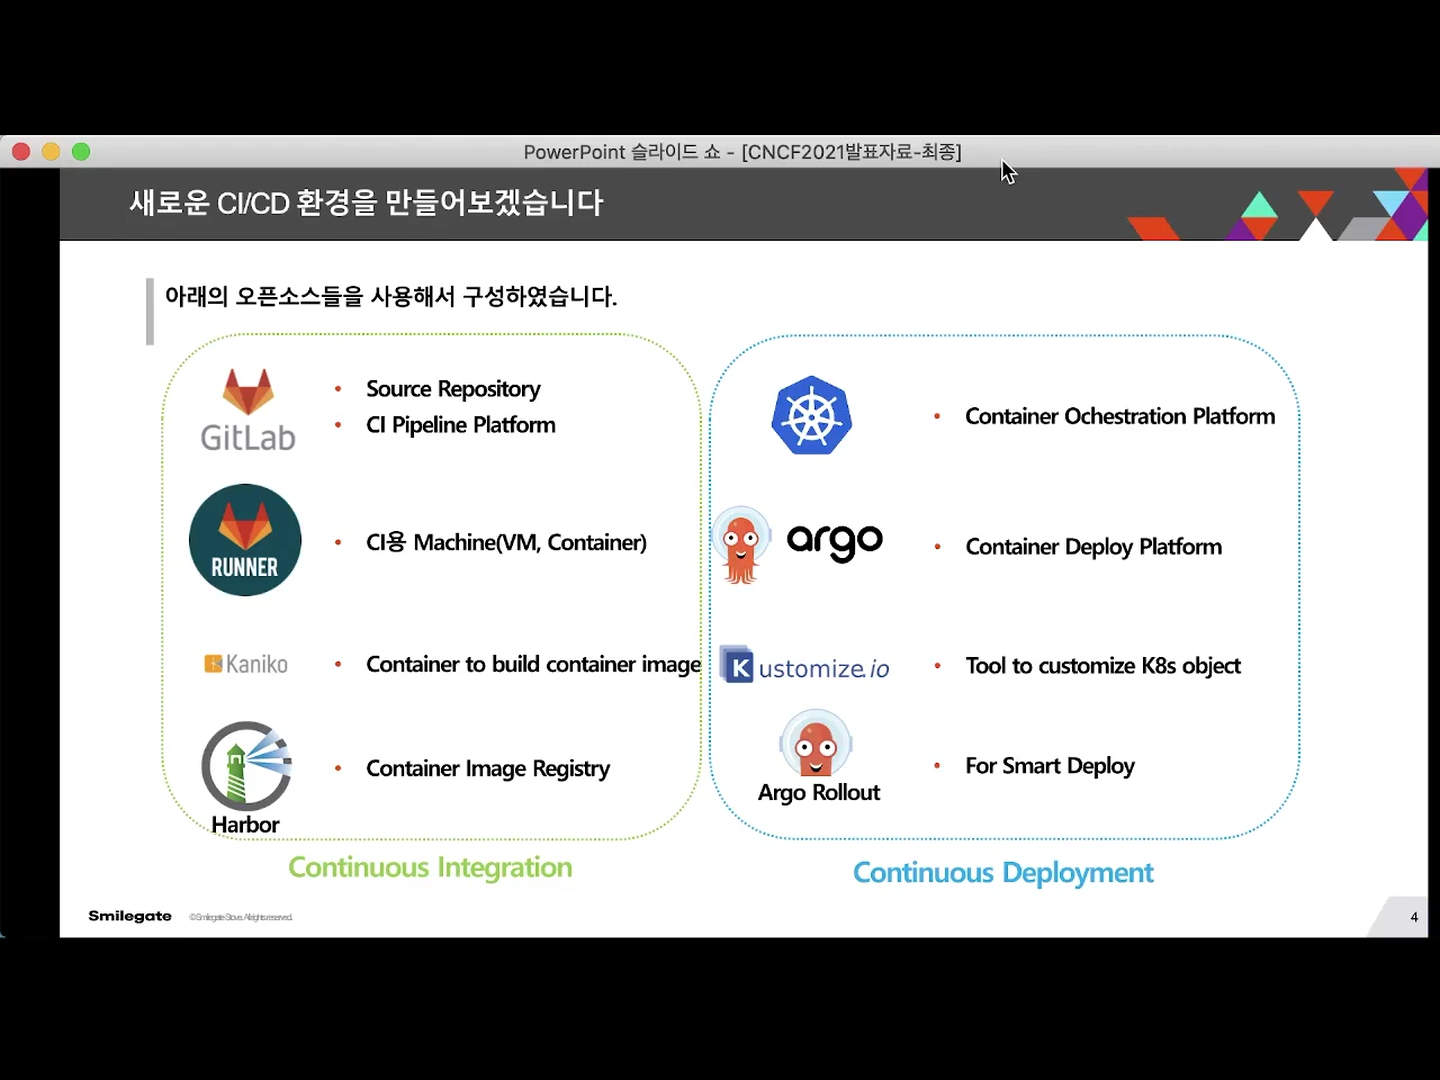 PowerPoint 슬라이드 쇼 - [CNCF2021발표자료-최종]
새로운 CI/CD 환경을 만들어보겠습니다
아래의 오픈소스들을 사용해서 구성하였습니다.
GitLab
• Source Repository
• CI Pipeline Platform
RUNNER
• CI용 Machine(VM, Container)
Kaniko
• Container to build container image
Harbor
• Container Image Registry
Continuous Integration
• Container Ochestration Platform
argo
• Container Deploy Platform
Kustomize.io
• Tool to customize K8s object
Argo Rollout
• For Smart Deploy
Continuous Deployment
Smilegate
© Smilegate Stove. All rights reserved.
4